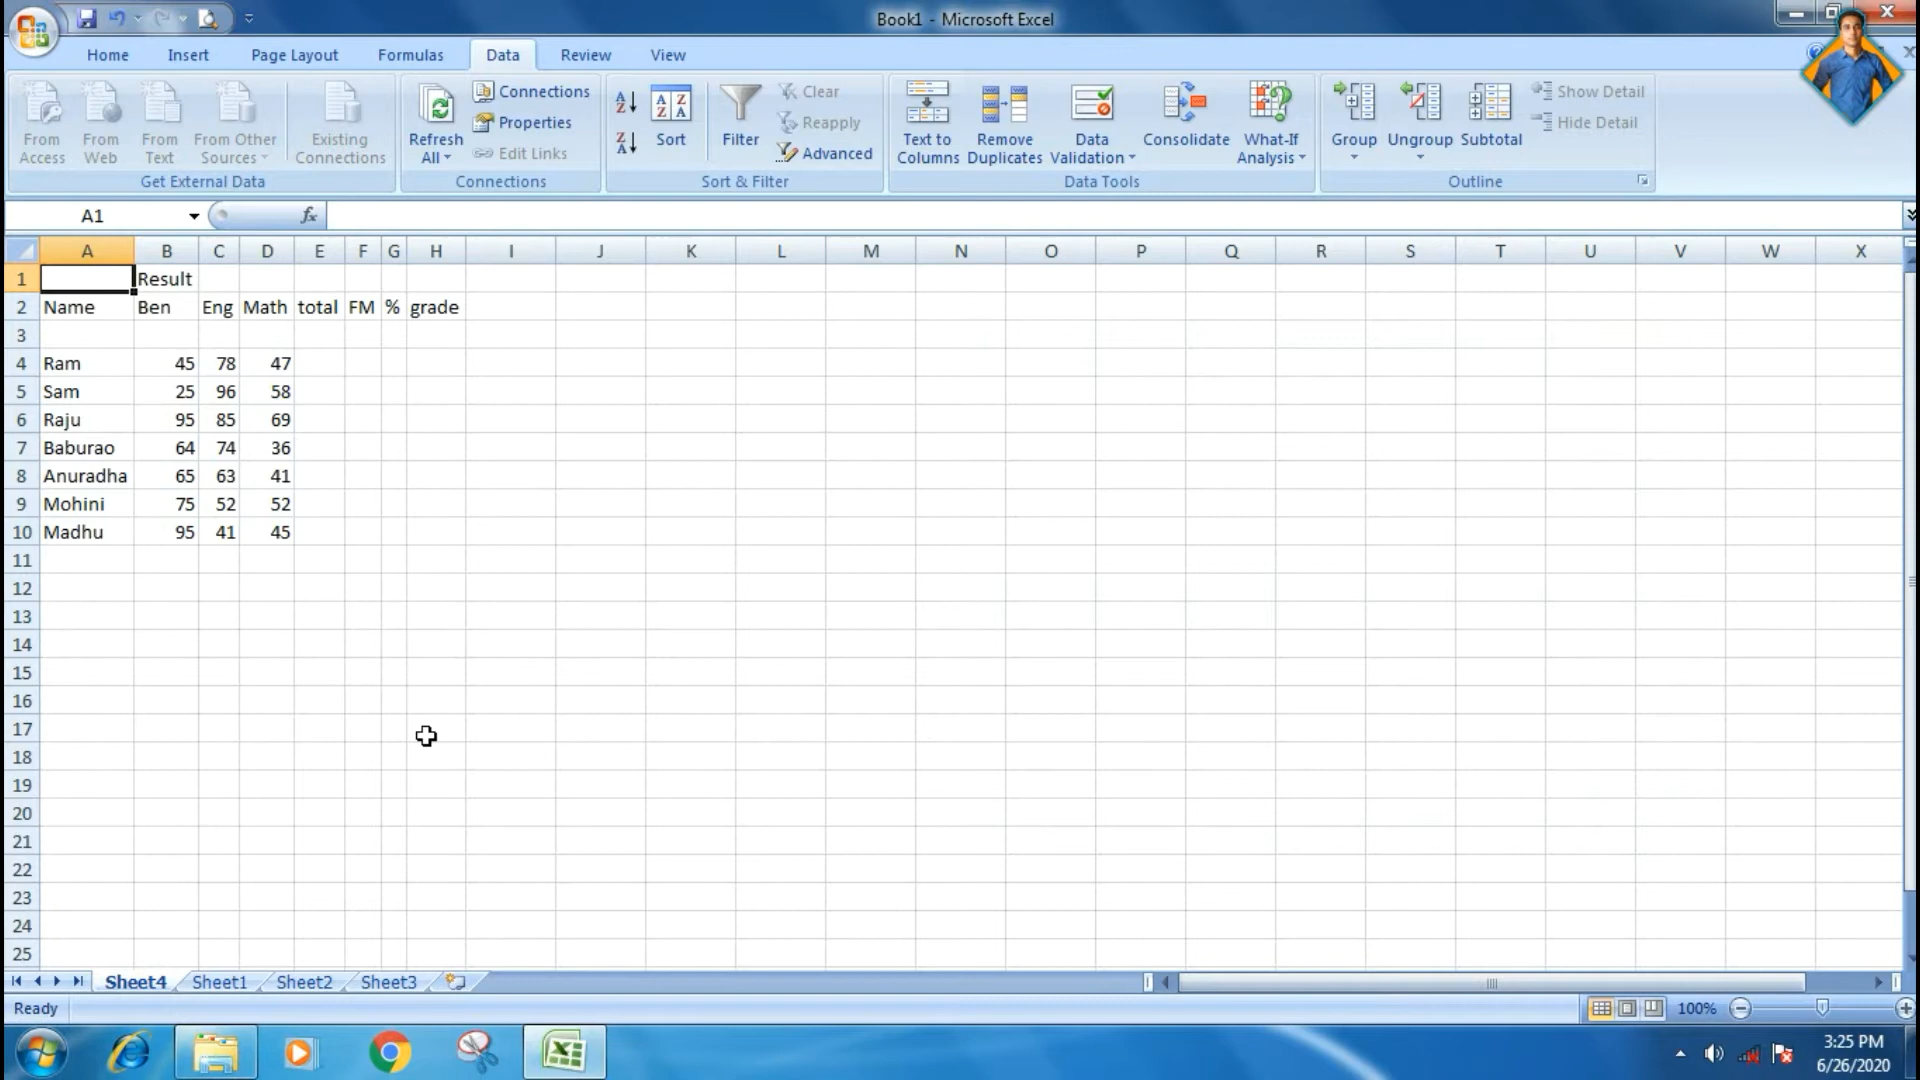 Book1 - Microsoft Excel
Home Insert Page Layout Formulas Data Review View
From Access
From Web
From Text
From Other Sources
Existing Connections
Get External Data
Refresh All
Connections
Properties
Edit Links
Connections
Sort
Filter
Clear
Reapply
Advanced
Sort & Filter
Text to Columns
Remove Duplicates
Data Validation
Consolidate
What-If Analysis
Data Tools
Group
Ungroup
Subtotal
Show Detail
Hide Detail
Outline
A1 fx
A B C D E F G H I J K L M N O P Q R S T U V W X
1 Result
2 Name Ben Eng Math total FM % grade
3
4 Ram 45 78 47
5 Sam 25 96 58
6 Raju 95 85 69
7 Baburao 64 74 36
8 Anuradha 65 63 41
9 Mohini 75 52 52
10 Madhu 95 41 45
11
12
13
14
15
16
17
18
19
20
21
22
23
24
25
Sheet4 Sheet1 Sheet2 Sheet3
Ready 100%
3:25 PM
6/26/2020